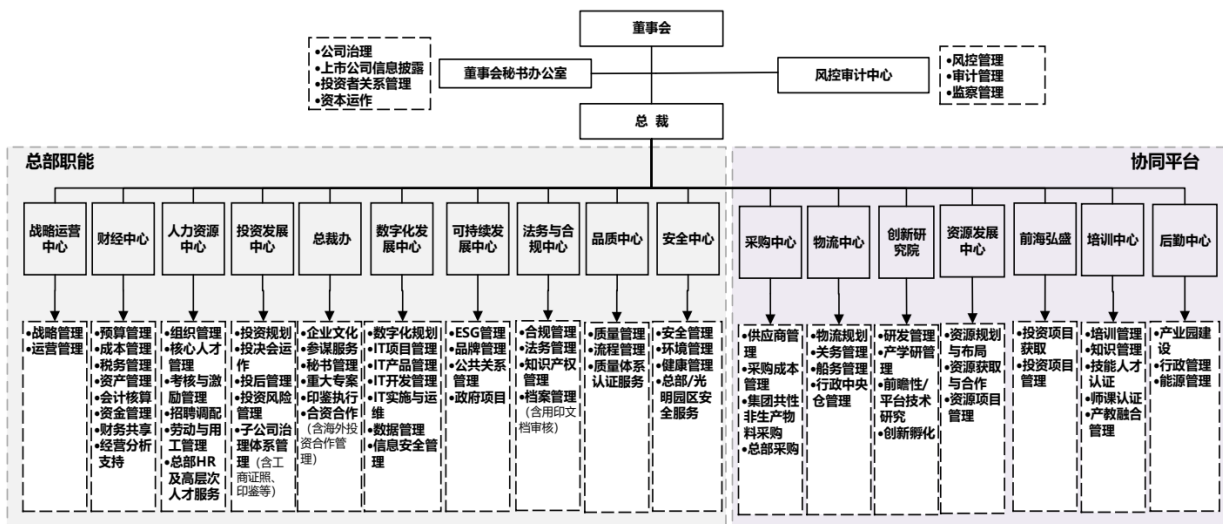 董事会
•公司治理
•上市公司信息披露
•投资者关系管理
•资本运作
董事会秘书办公室
风控审计中心
•风控管理
•审计管理
•监察管理
总 裁
总部职能
协同平台
战略运营
中心
财经中心
人力资源
中心
投资发展
中心
总裁办
数字化发
展中心
可持续发
展中心
法务与合
规中心
品质中心
安全中心
采购中心
物流中心
创新研
究院
资源发展
中心
前海弘盛
培训中心
后勤中心
•战略管理
•运营管理
•预算管理
•成本管理
•税务管理
•资产管理
•会计核算
•资金管理
•财务共享
•经营分析
支持
•组织管理
•核心人才
管理
•考核与激
励管理
•招聘调配
•劳动与用
工管理
•总部HR
及高层次
人才服务
•投资规划
•投决会运
作
•投后管理
•投资风险
管理
•子公司治
理体系管
理（含工
商证照、
印鉴等）
•企业文化
•参谋服务
•秘书管理
•重大专案
•印鉴执行
•合资合作
（含海外投
资合作管
理）
•数字化规划
•IT项目管理
•IT产品管理
•IT开发管理
•IT实施与运
维
•数据管理
•信息安全管
理
•ESG管理
•品牌管理
•公共关系
管理
•政府项目
•合规管理
•法务管理
•知识产权
管理
•档案管理
（含用印文
档审核）
•质量管理
•流程管理
•质量体系
认证服务
•安全管理
•环境管理
•健康管理
•总部/光
明园区安
全服务
•供应商管
理
•采购成本
管理
•集团共性
非生产物
料采购
•总部采购
•物流规划
•关务管理
•船务管理
•行政中央
仓管理
•研发管理
•产学研管
理
•前瞻性/
平台技术
研究
•创新孵化
•资源规划
与布局
•资源获取
与合作
•资源项目
管理
•投资项目
获取
•投资项目
管理
•培训管理
•知识管理
•技能人才
认证
•师课认证
•产教融合
管理
•产业园建
设
•行政管理
•能源管理